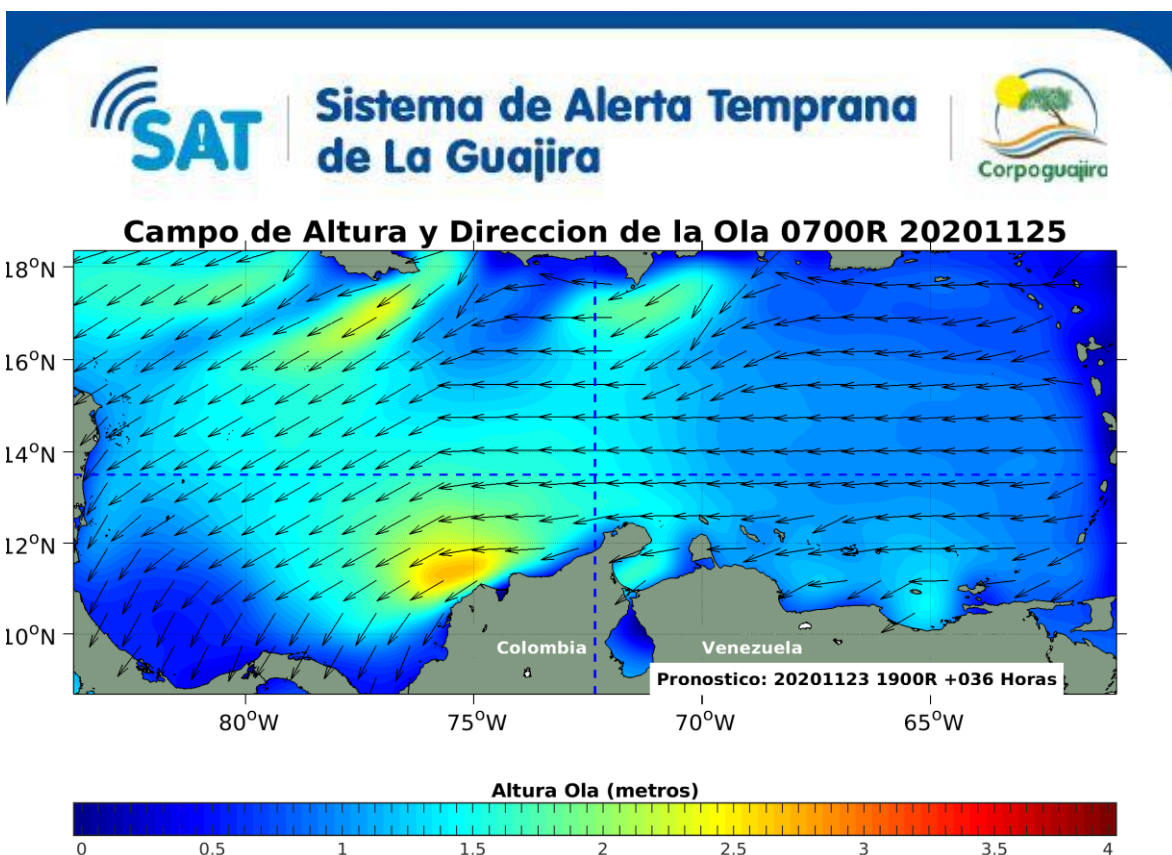 SAT
Sistema de Alerta Temprana
de La Guajira
Corpoguajira
Campo de Altura y Direccion de la Ola 0700R 20201125
18°N
16°N
14°N
12°N
10°N
Colombia
Venezuela
Pronostico: 20201123 1900R +036 Horas
80°W 75°W 70°W 65°W
Altura Ola (metros)
0 0.5 1 1.5 2 2.5 3 3.5 4